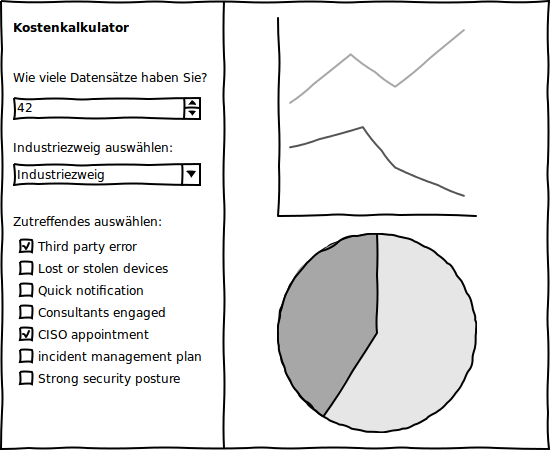 Kostenkalkulator
Wie viele Datensätze haben Sie?
42
Industriezweig auswählen:
Industriezweig
Zutreffendes auswählen:
Third party error
Lost or stolen devices
Quick notification
Consultants engaged
CISO appointment
incident management plan
Strong security posture